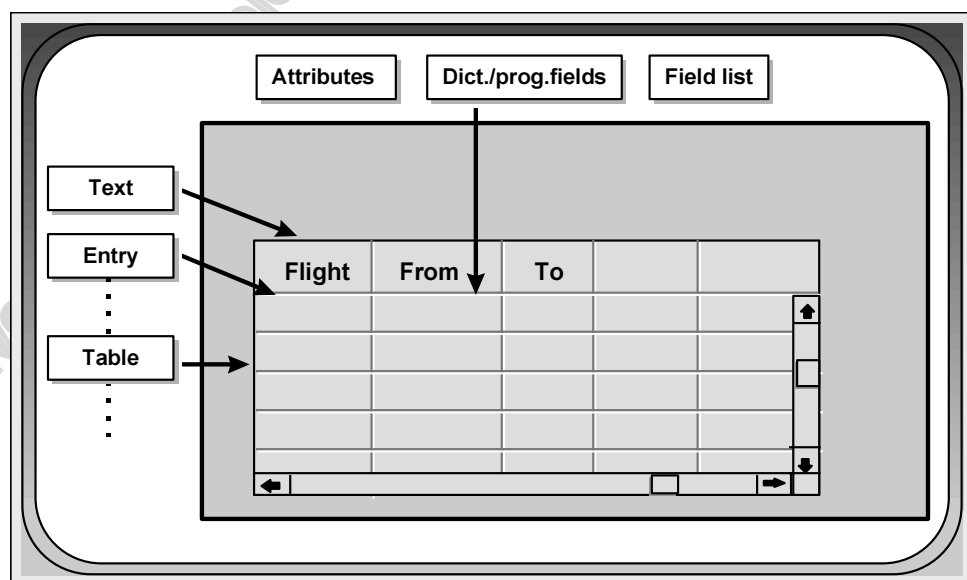 Attributes
Dict./prog.fields
Field list
Text
Entry
Table
Flight From To